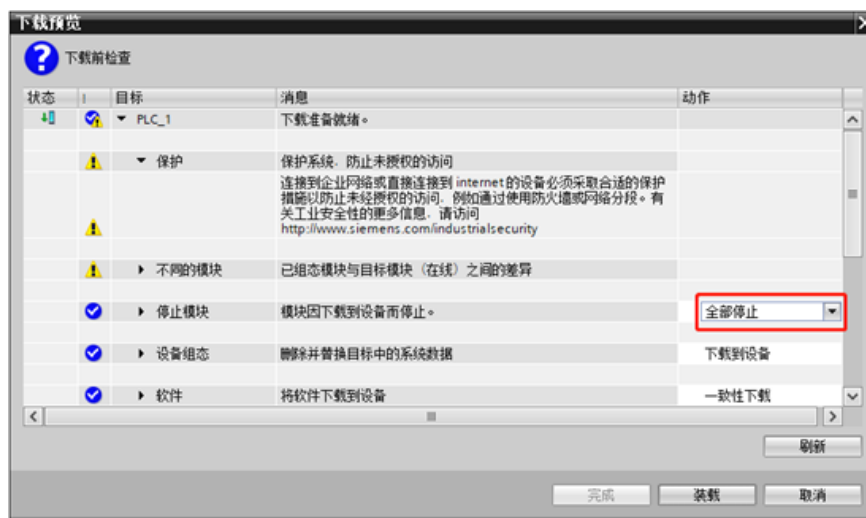 下载预览
下载前检查
状态 ! 目标 消息 动作
PLC_1 下载准备就绪。
保护 保护系统，防止未授权的访问
连接到企业网络或直接连接到 internet 的设备必须采取合适的保护
措施以防止未经授权的访问，例如通过使用防火墙或网络分段。有
关工业安全性的更多信息，请访问
http://www.siemens.com/industrialsecurity
不同的模块 已组态模块与目标模块（在线）之间的差异
停止模块 模块因下载到设备而停止。 全部停止
设备组态 删除并替换目标中的系统数据 下载到设备
软件 将软件下载到设备 一致性下载
刷新
完成 装载 取消